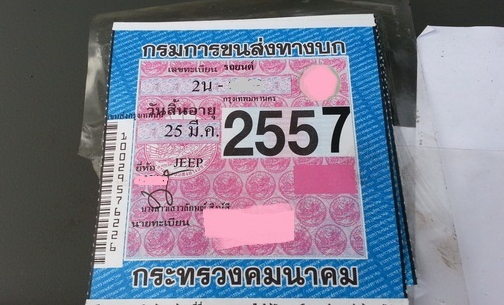 กรมการขนส่งทางบก
เลขทะเบียน รถยนต์
2น -
กรุงเทพมหานคร
วันสิ้นอายุ
25 มี.ค. 2557
ยี่ห้อ JEEP
นายทะเบียน
1002957622б
กระทรวงคมนาคม